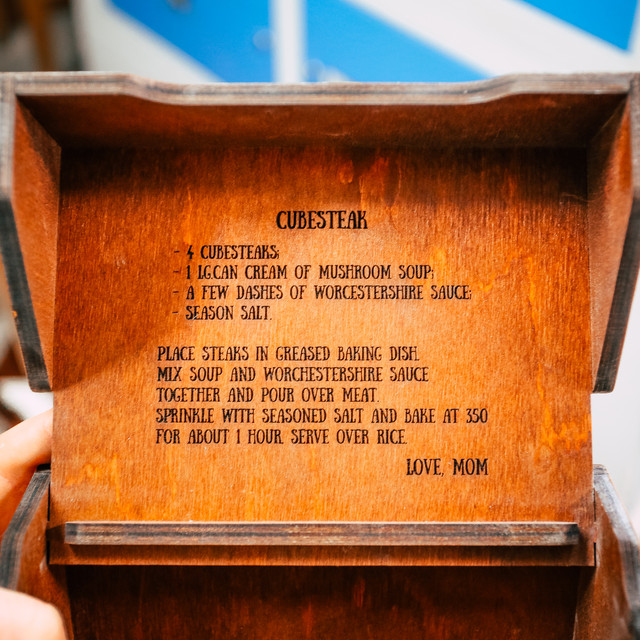 CUBESTEAK
- 4 CUBESTEAKS;
- 1 LG.CAN CREAM OF MUSHROOM SOUP;
- A FEW DASHES OF WORCESTERSHIRE SAUCE;
- SEASON SALT.
PLACE STEAKS IN GREASED BAKING DISH.
MIX SOUP AND WORCHESTERSHIRE SAUCE
TOGETHER AND POUR OVER MEAT.
SPRINKLE WITH SEASONED SALT AND BAKE AT 350
FOR ABOUT 1 HOUR. SERVE OVER RICE.
LOVE, MOM